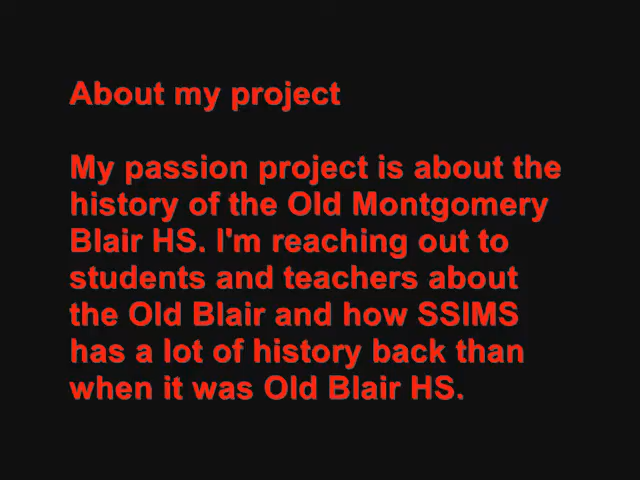 About my project
My passion project is about the
history of the Old Montgomery
Blair HS. I'm reaching out to
students and teachers about
the Old Blair and how SSIMS
has a lot of history back than
when it was Old Blair HS.